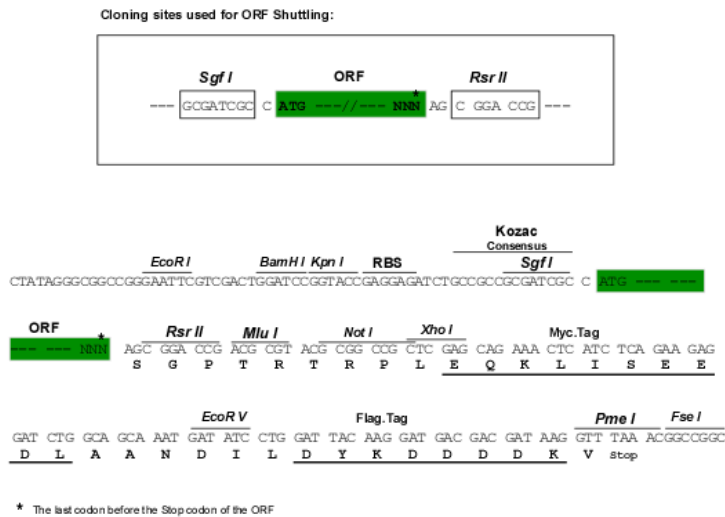 Cloning sites used for ORF Shuttling:
Sgf I ORF Rsr II
*
--- GCGATCGC C ATG ---//--- NNN AG C GGA CCG ---
Kozac
Consensus
EcoR I BamH I Kpn I RBS Sgf I
CTATAGGGCGGCCGGGAATTCGTCGACTGGATCCGGTACCGAGGAGATCTGCCGCCGCGATCGC C ATG --- ---
ORF * Rsr II Mlu I Not I Xho I Myc.Tag
--- --- NNN AGC GGA CCG ACG CGT ACG CGG CCG CTC GAG CAG AAA CTC ATC TCA GAA GAG
S G P T R T R P L E Q K L I S E E
EcoR V Flag.Tag Pme I Fse I
GAT CTG GCA GCA AAT GAT ATC CTG GAT TAC AAG GAT GAC GAC GAT AAG GTT TAA ACGGCCGGC
D L A A N D I L D Y K D D D D K V Stop
* The last codon before the Stop codon of the ORF